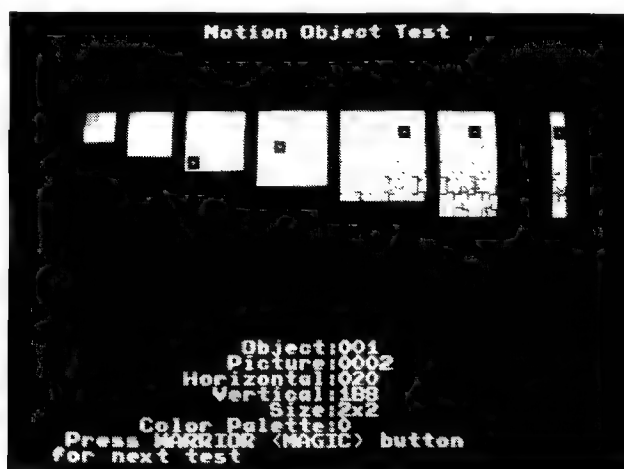 Motion Object Test
Object:001
Picture:0002
Horizontal:020
Vertical:188
Size:2x2
Color Palette:0
Press WARRIOR <MAGIC> button
for next test